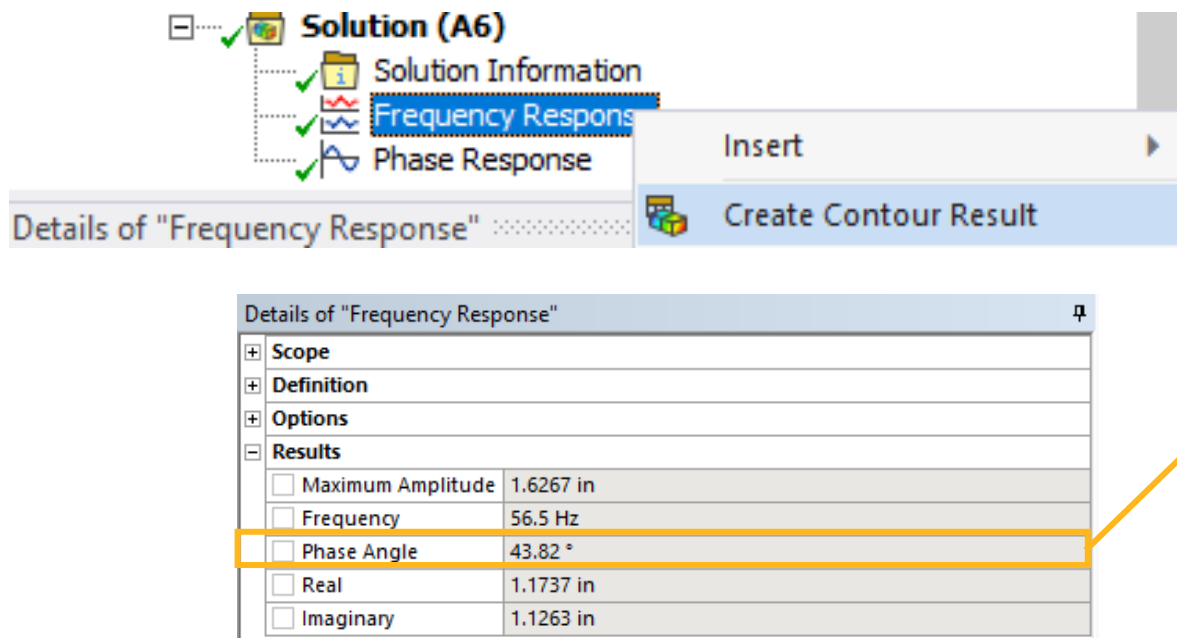 Solution (A6)
Solution Information
Frequency Respons
Phase Response
Insert
Create Contour Result
Details of "Frequency Response"
Details of "Frequency Response"
Scope
Definition
Options
Results
Maximum Amplitude 1.6267 in
Frequency 56.5 Hz
Phase Angle 43.82 °
Real 1.1737 in
Imaginary 1.1263 in